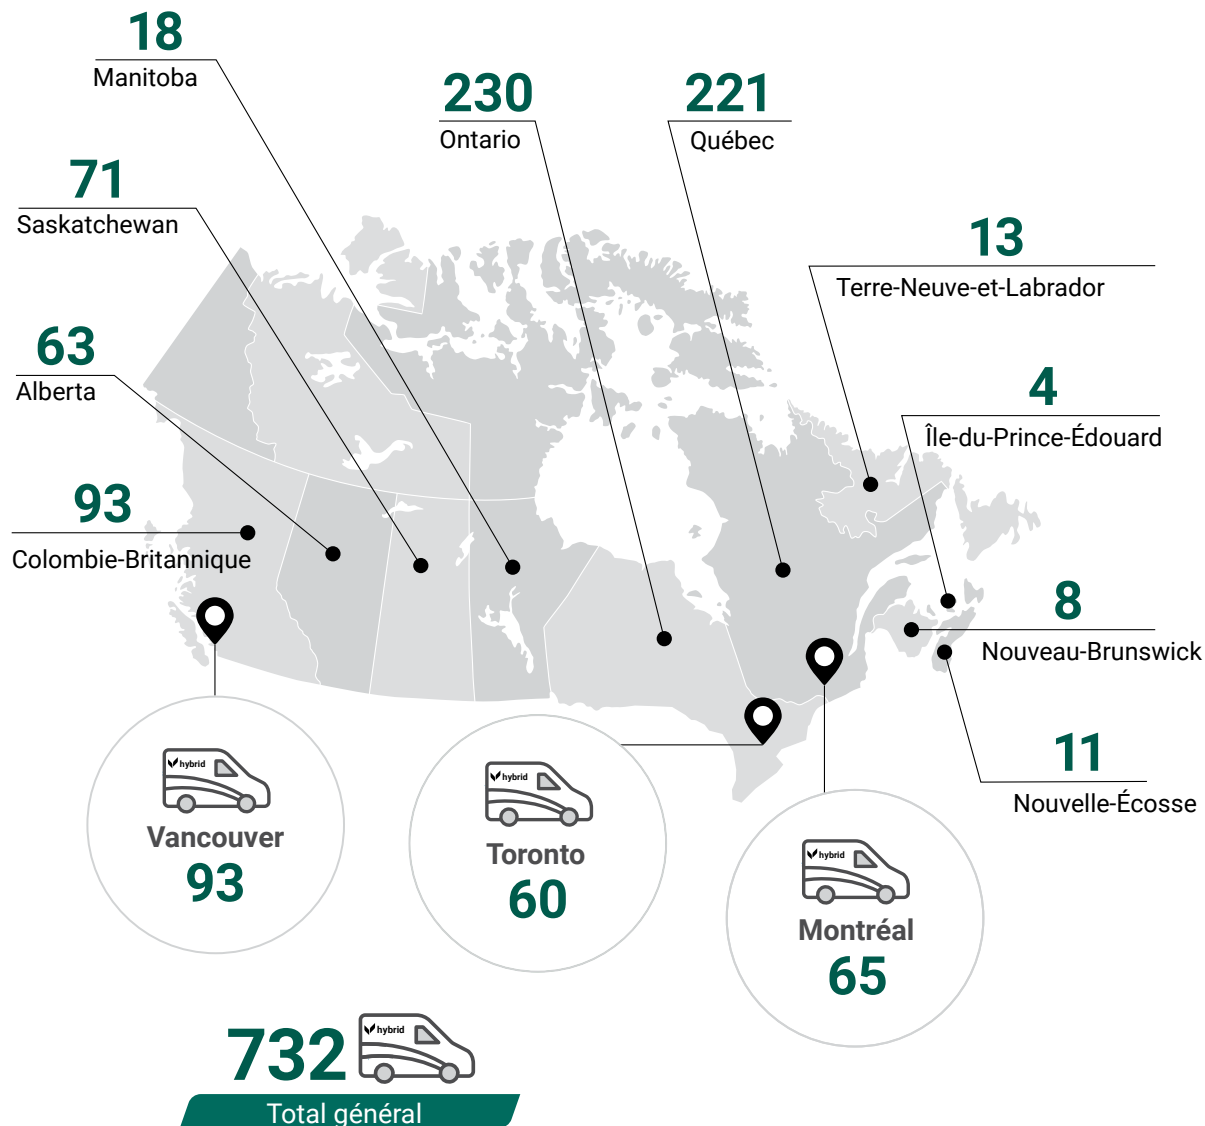 18
Manitoba
230
Ontario
221
Québec
71
Saskatchewan
13
Terre-Neuve-et-Labrador
63
Alberta
4
Île-du-Prince-Édouard
93
Colombie-Britannique
8
Nouveau-Brunswick
11
Nouvelle-Écosse
hybrid
Vancouver
93
hybrid
Toronto
60
hybrid
Montréal
65
732
hybrid
Total général